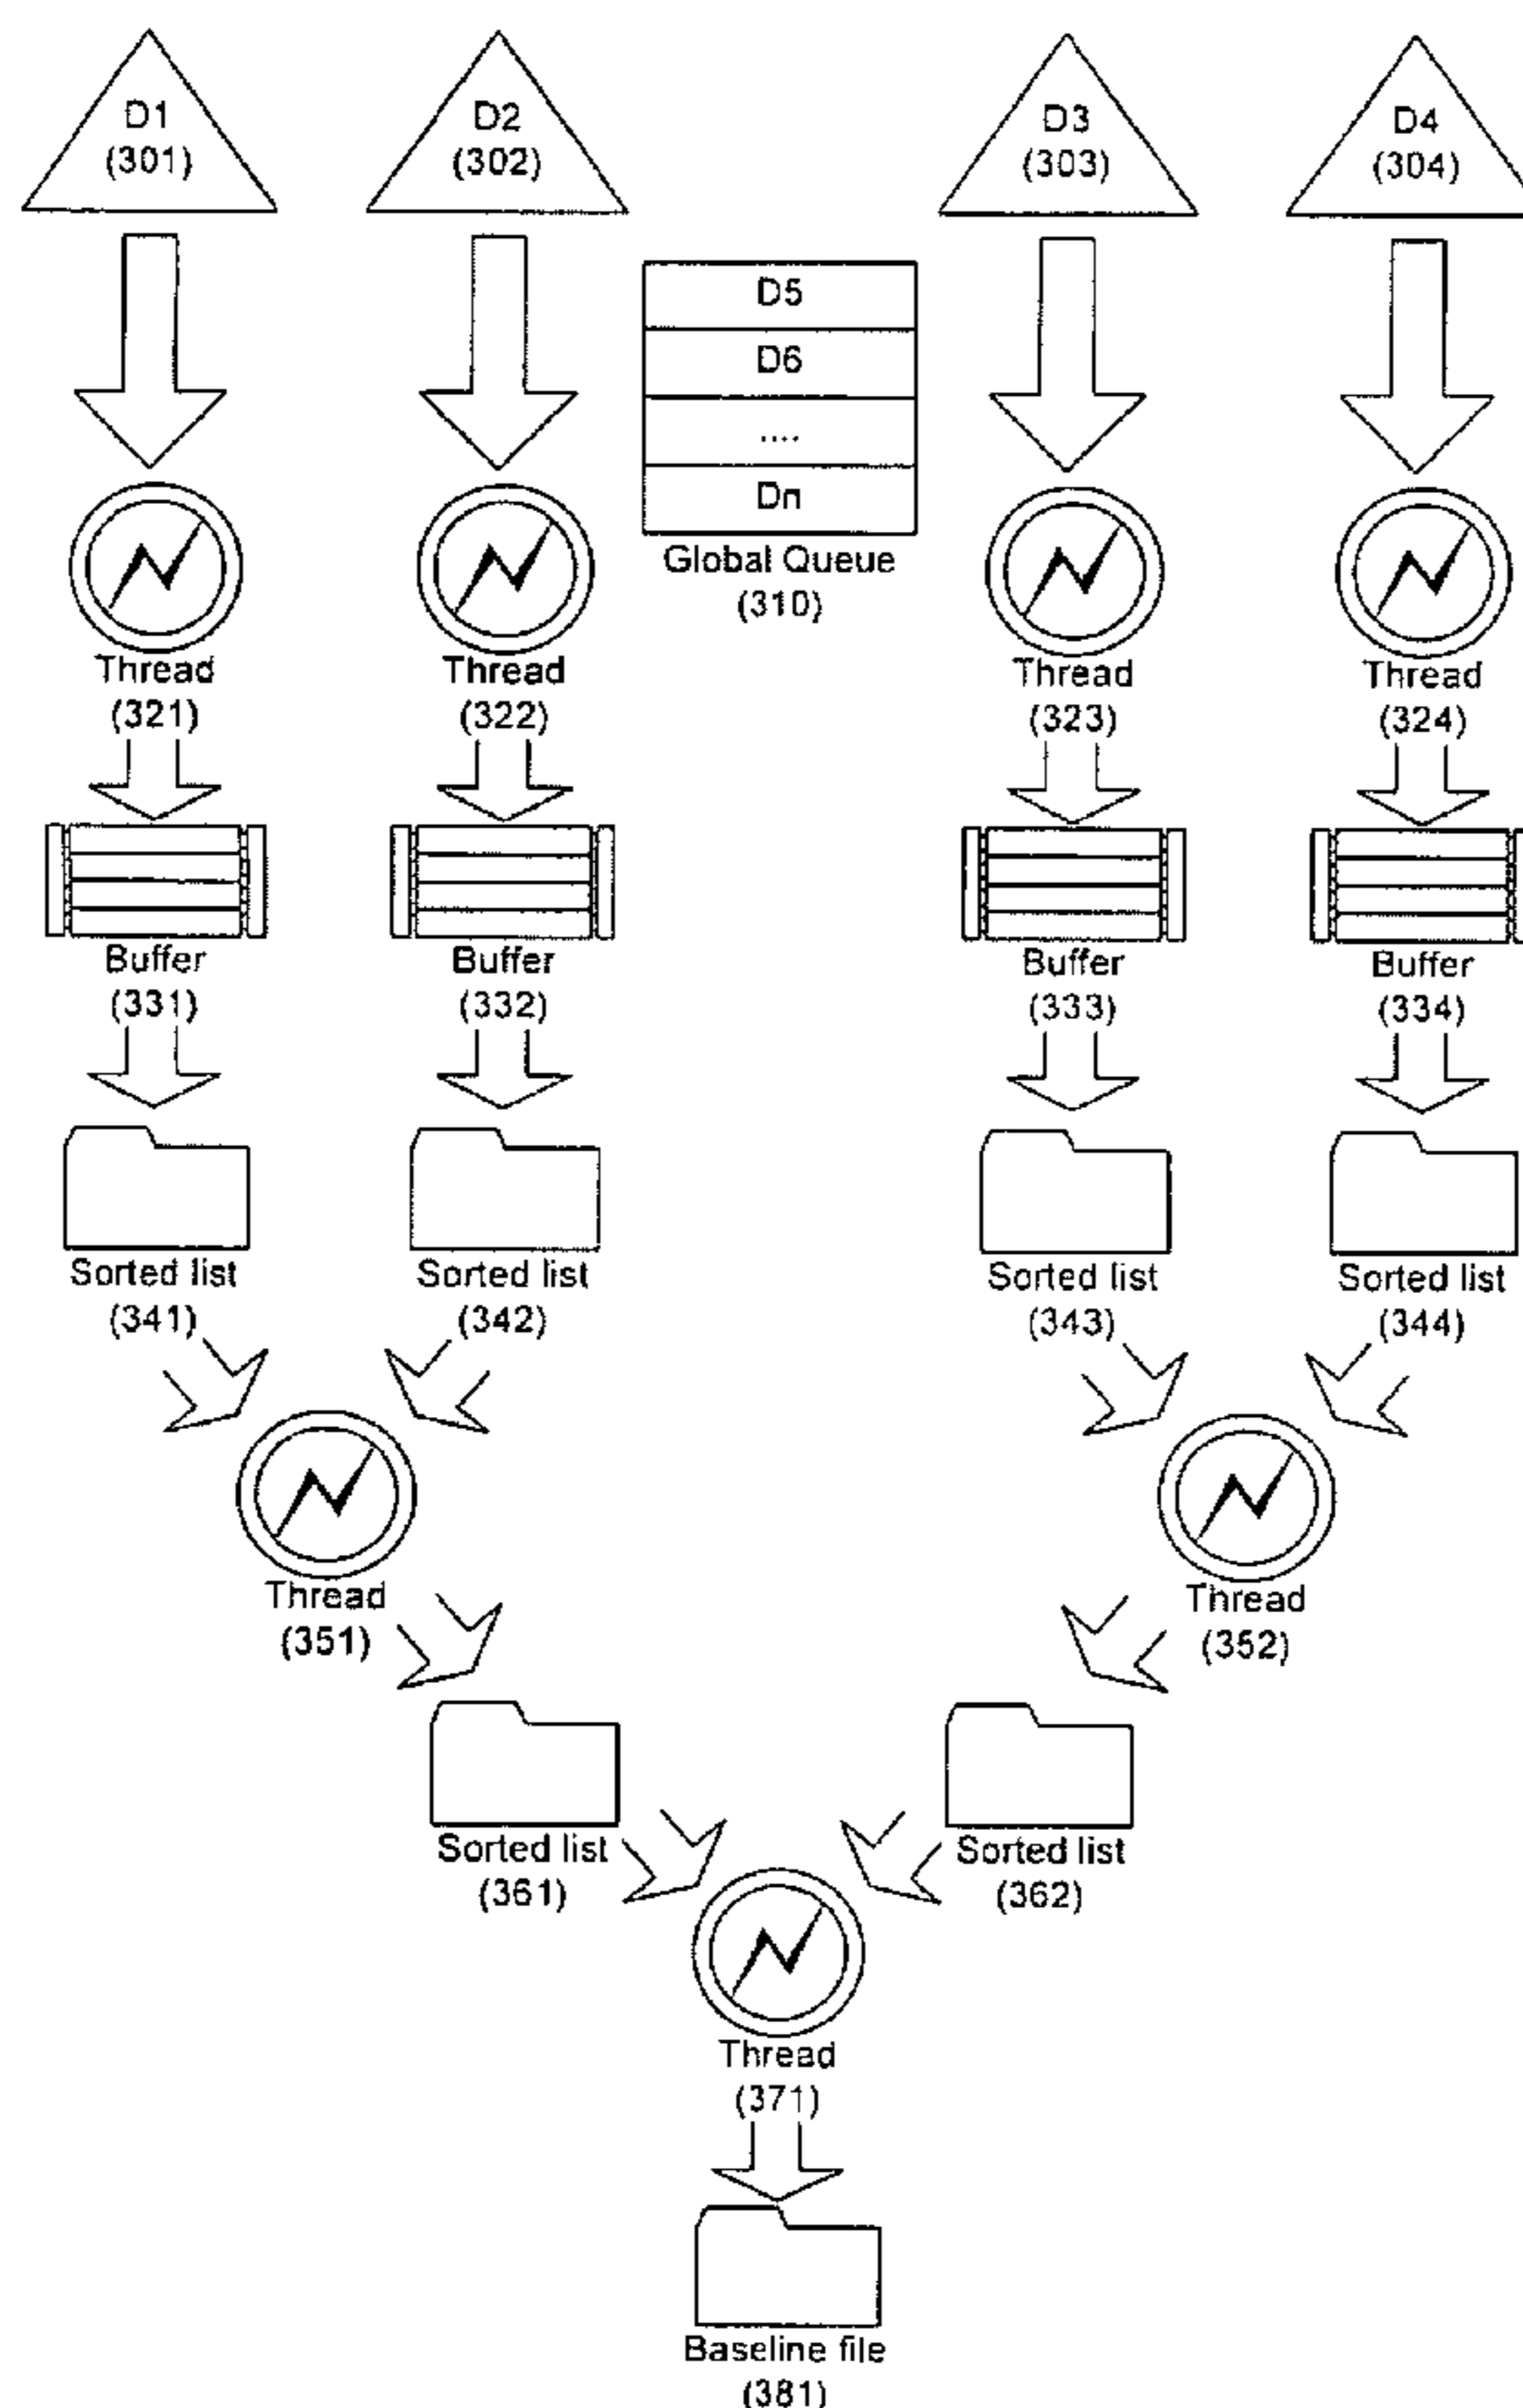 D1
(301)
D2
(302)
D3
(303)
D4
(304)
D5
D6
....
Dn
Global Queue
(310)
Thread
(321)
Thread
(322)
Thread
(323)
Thread
(324)
Buffer
(331)
Buffer
(332)
Buffer
(333)
Buffer
(334)
Sorted list
(341)
Sorted list
(342)
Sorted list
(343)
Sorted list
(344)
Thread
(351)
Thread
(352)
Sorted list
(361)
Sorted list
(362)
Thread
(371)
Baseline file
(381)